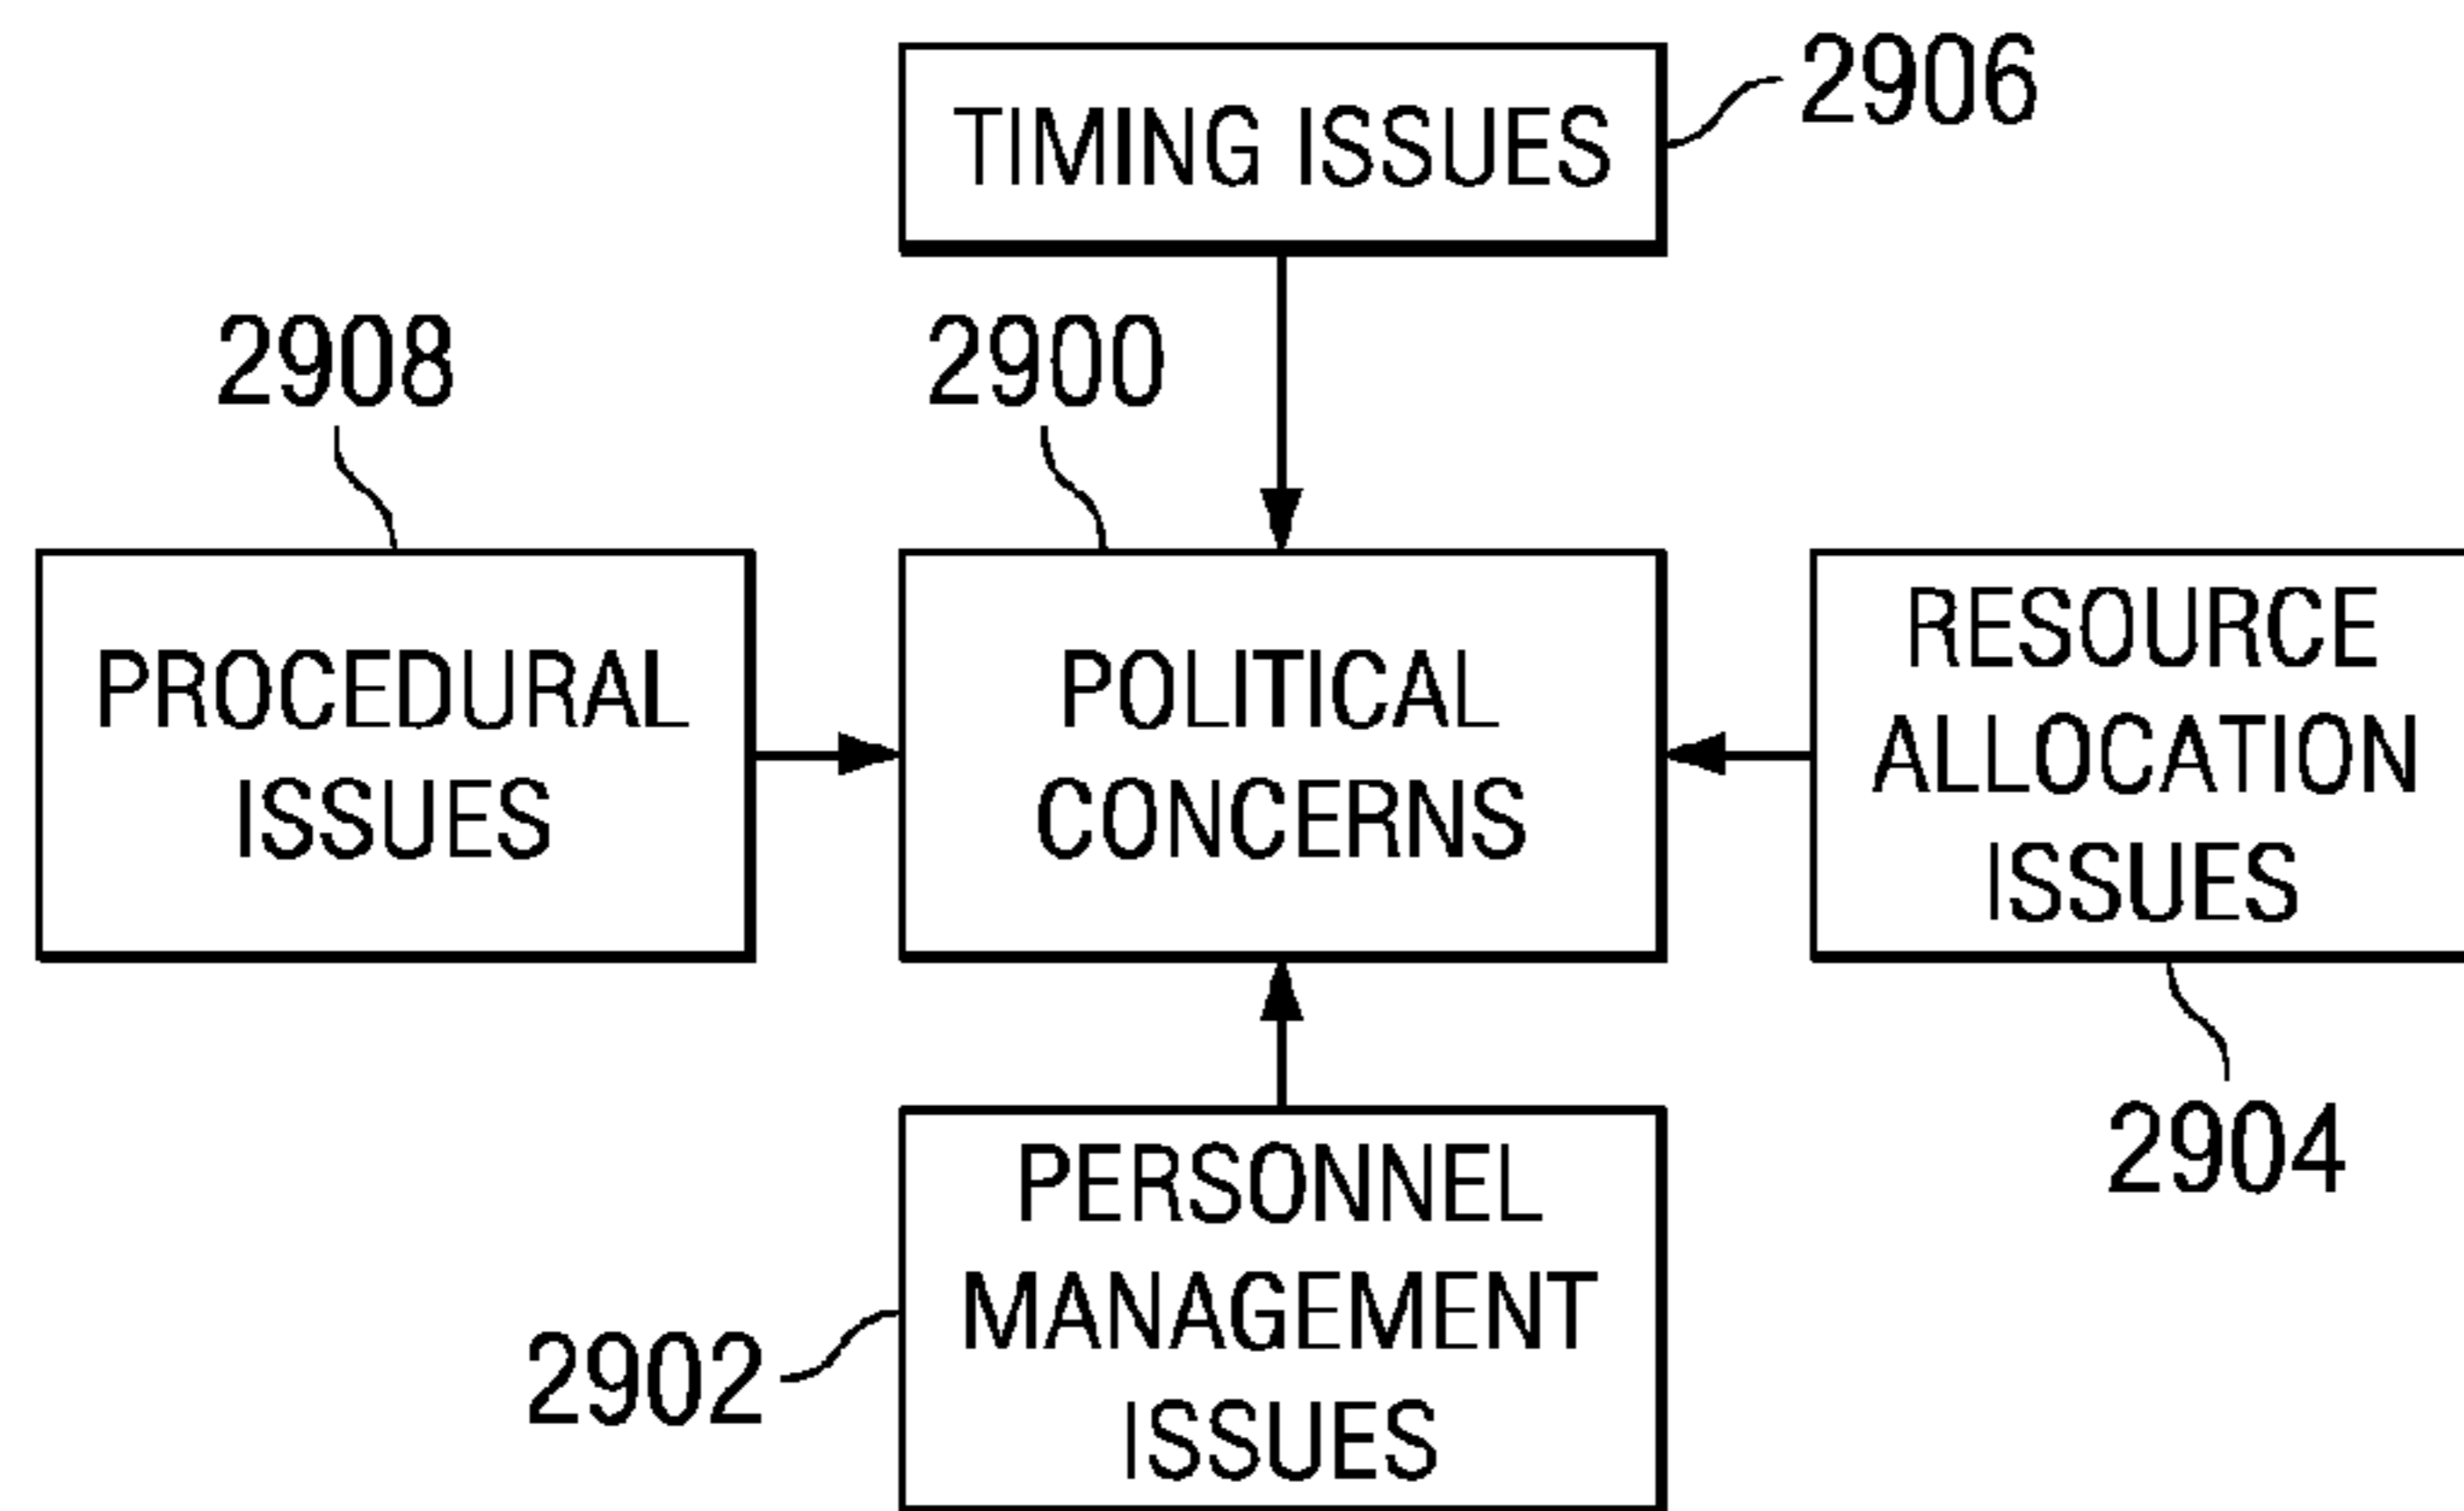 TIMING ISSUES
2906
2908
2900
PROCEDURAL
ISSUES
POLITICAL
CONCERNS
RESOURCE
ALLOCATION
ISSUES
2904
PERSONNEL
MANAGEMENT
ISSUES
2902